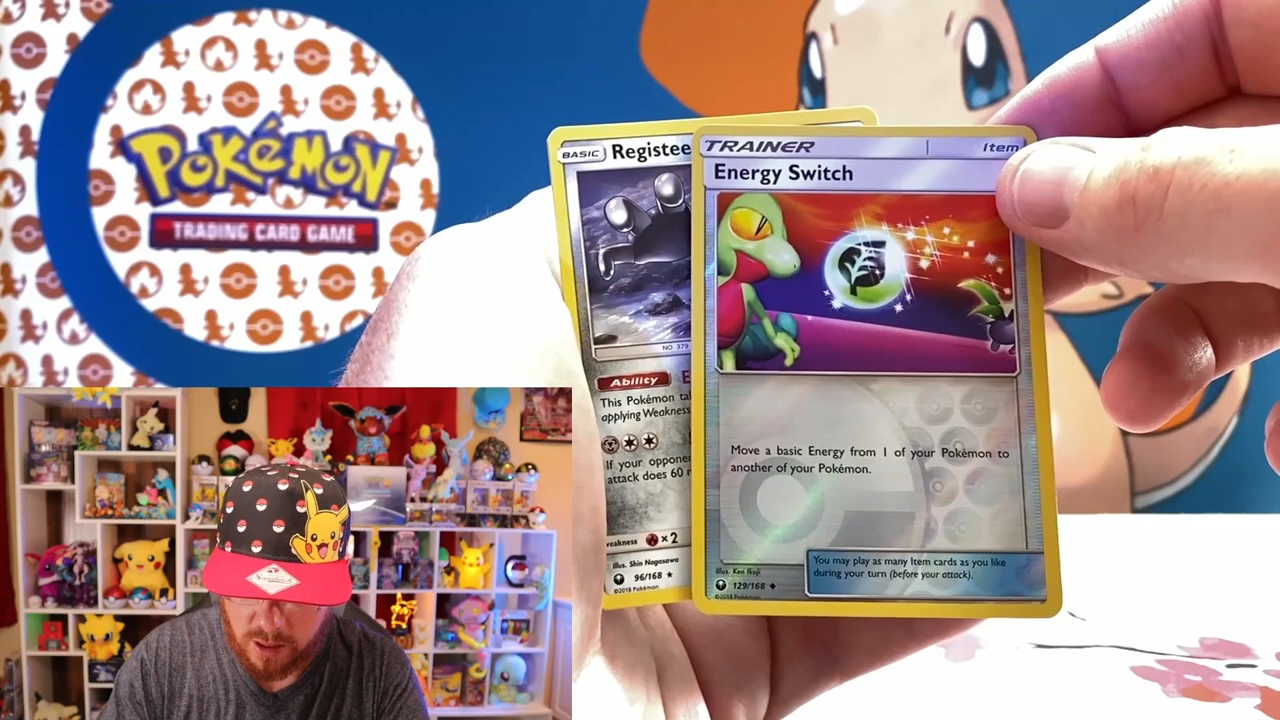 POKéMON
TRADING CARD GAME
BASIC Registee
NO. 379
Ability
This Pokémon ta
applying Weakness
If your opponen
attack does 60
weakness ×2
Illus. Shin Nagasawa
96/168 ★
©2018 Pokémon
TRAINER Item
Energy Switch
Move a basic Energy from 1 of your Pokémon to
another of your Pokémon.
You may play as many Item cards as you like
during your turn (before your attack).
Illus. Ken Ikuji
129/168 ◆
©2018 Pokémon